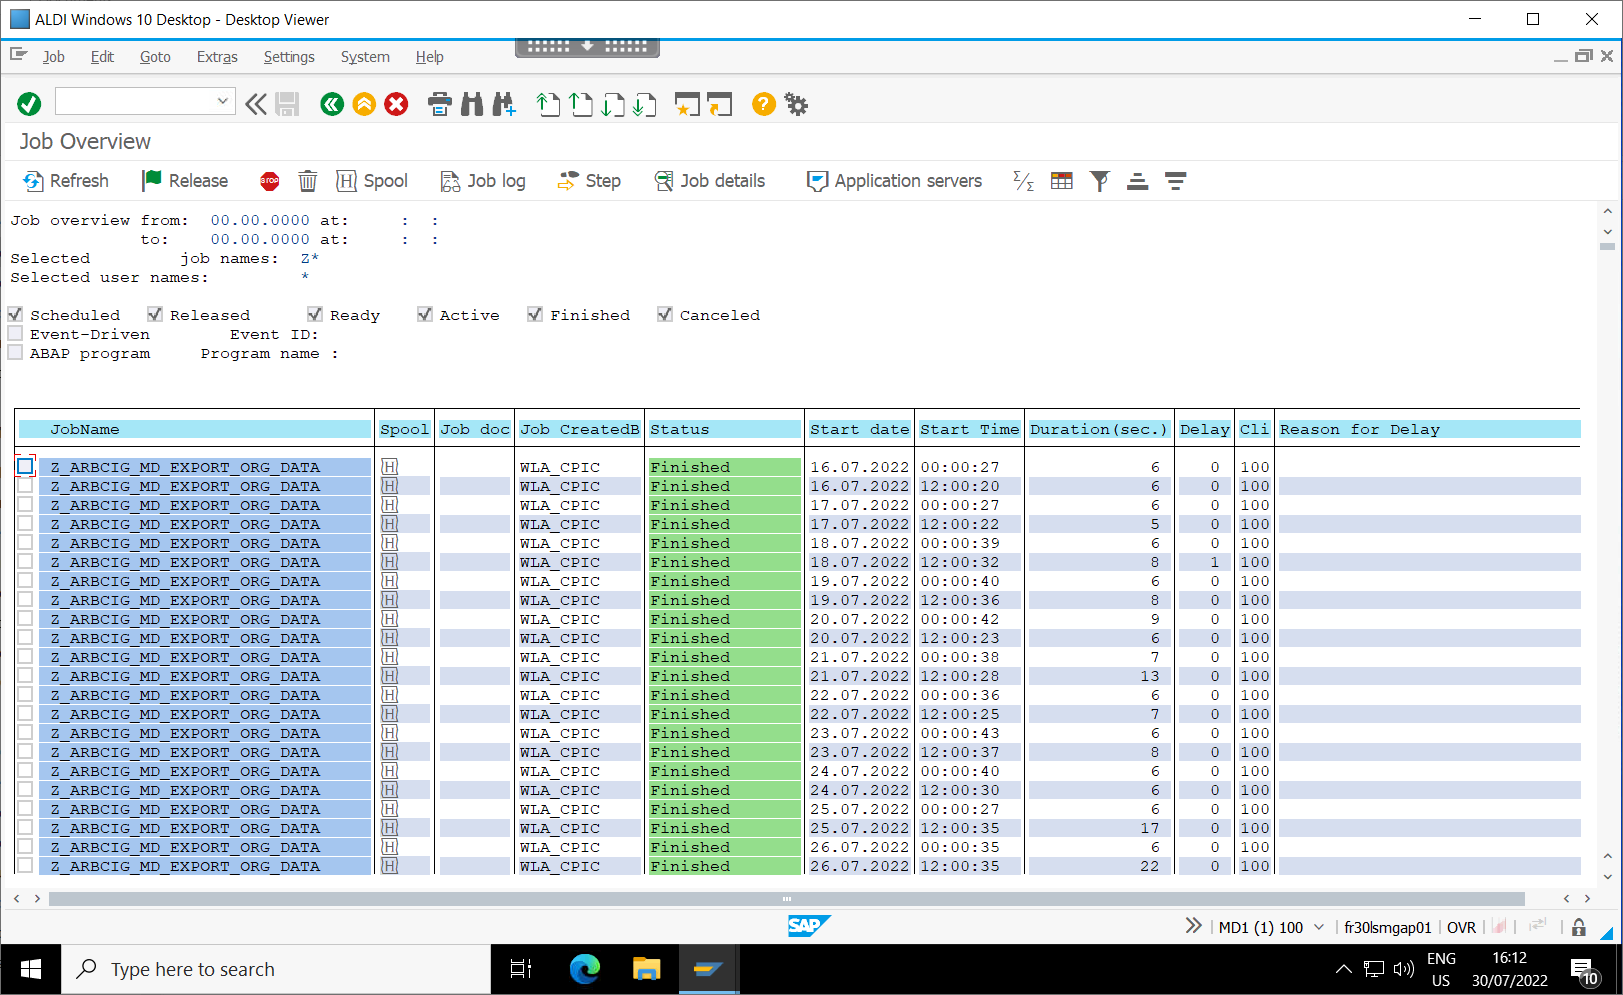 ALDI Windows 10 Desktop - Desktop Viewer
Job Edit Goto Extras Settings System Help
Job Overview
Refresh Release STOP Spool Job log Step Job details Application servers
Job overview from: 00.00.0000 at: : :
to: 00.00.0000 at: : :
Selected job names: Z*
Selected user names: *
Scheduled Released Ready Active Finished Canceled
Event-Driven Event ID:
ABAP program Program name :
JobName Spool Job doc Job CreatedB Status Start date Start Time Duration(sec.) Delay Cli Reason for Delay
Z_ARBCIG_MD_EXPORT_ORG_DATA WLA_CPIC Finished 16.07.2022 00:00:27 6 0 100
Z_ARBCIG_MD_EXPORT_ORG_DATA WLA_CPIC Finished 16.07.2022 12:00:20 6 0 100
Z_ARBCIG_MD_EXPORT_ORG_DATA WLA_CPIC Finished 17.07.2022 00:00:27 6 0 100
Z_ARBCIG_MD_EXPORT_ORG_DATA WLA_CPIC Finished 17.07.2022 12:00:22 5 0 100
Z_ARBCIG_MD_EXPORT_ORG_DATA WLA_CPIC Finished 18.07.2022 00:00:39 6 0 100
Z_ARBCIG_MD_EXPORT_ORG_DATA WLA_CPIC Finished 18.07.2022 12:00:32 8 1 100
Z_ARBCIG_MD_EXPORT_ORG_DATA WLA_CPIC Finished 19.07.2022 00:00:40 6 0 100
Z_ARBCIG_MD_EXPORT_ORG_DATA WLA_CPIC Finished 19.07.2022 12:00:36 8 0 100
Z_ARBCIG_MD_EXPORT_ORG_DATA WLA_CPIC Finished 20.07.2022 00:00:42 9 0 100
Z_ARBCIG_MD_EXPORT_ORG_DATA WLA_CPIC Finished 20.07.2022 12:00:23 6 0 100
Z_ARBCIG_MD_EXPORT_ORG_DATA WLA_CPIC Finished 21.07.2022 00:00:38 7 0 100
Z_ARBCIG_MD_EXPORT_ORG_DATA WLA_CPIC Finished 21.07.2022 12:00:28 13 0 100
Z_ARBCIG_MD_EXPORT_ORG_DATA WLA_CPIC Finished 22.07.2022 00:00:36 6 0 100
Z_ARBCIG_MD_EXPORT_ORG_DATA WLA_CPIC Finished 22.07.2022 12:00:25 7 0 100
Z_ARBCIG_MD_EXPORT_ORG_DATA WLA_CPIC Finished 23.07.2022 00:00:43 6 0 100
Z_ARBCIG_MD_EXPORT_ORG_DATA WLA_CPIC Finished 23.07.2022 12:00:37 8 0 100
Z_ARBCIG_MD_EXPORT_ORG_DATA WLA_CPIC Finished 24.07.2022 00:00:40 6 0 100
Z_ARBCIG_MD_EXPORT_ORG_DATA WLA_CPIC Finished 24.07.2022 12:00:30 6 0 100
Z_ARBCIG_MD_EXPORT_ORG_DATA WLA_CPIC Finished 25.07.2022 00:00:27 6 0 100
Z_ARBCIG_MD_EXPORT_ORG_DATA WLA_CPIC Finished 25.07.2022 12:00:35 17 0 100
Z_ARBCIG_MD_EXPORT_ORG_DATA WLA_CPIC Finished 26.07.2022 00:00:35 6 0 100
Z_ARBCIG_MD_EXPORT_ORG_DATA WLA_CPIC Finished 26.07.2022 12:00:35 22 0 100
SAP MD1 (1) 100 fr30lsmgap01 OVR
Type here to search
ENG 16:12
US 30/07/2022 10